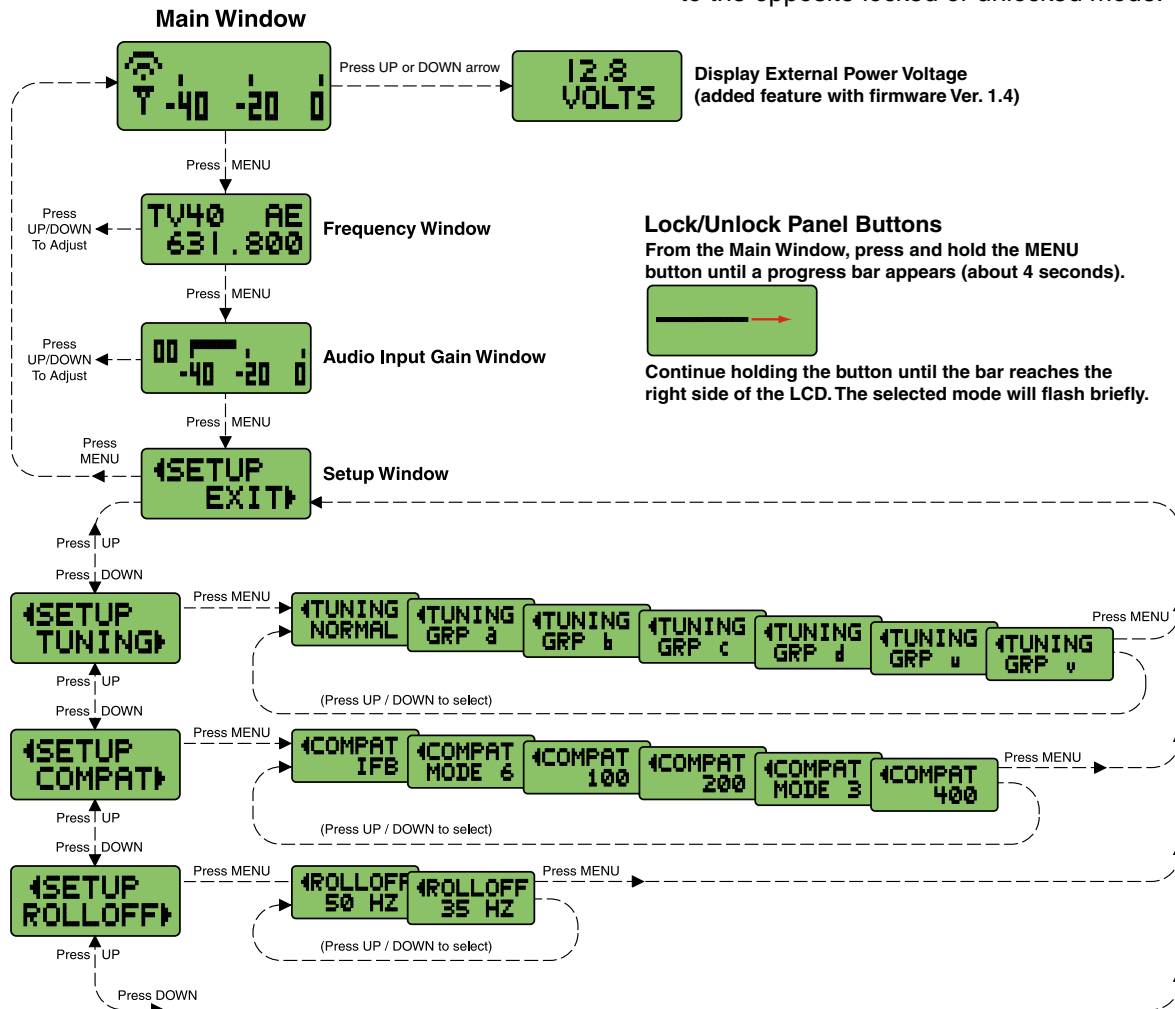 to the opposite locked or unlocked mode.
Main Window
-40 -20 0
Press UP or DOWN arrow
12.8
VOLTS
Display External Power Voltage
(added feature with firmware Ver. 1.4)
Press MENU
Press
UP/DOWN
To Adjust
TV40 AE
631.800
Frequency Window
Lock/Unlock Panel Buttons
From the Main Window, press and hold the MENU
button until a progress bar appears (about 4 seconds).
Continue holding the button until the bar reaches the
right side of the LCD. The selected mode will flash briefly.
Press MENU
Press
UP/DOWN
To Adjust
00
-40 -20 0
Audio Input Gain Window
Press MENU
Press
MENU
SETUP
EXIT
Setup Window
Press UP
Press DOWN
SETUP
TUNING
Press MENU
TUNING
NORMAL
TUNING
GRP a
TUNING
GRP b
TUNING
GRP c
TUNING
GRP d
TUNING
GRP u
TUNING
GRP v
Press MENU
(Press UP / DOWN to select)
Press UP
Press DOWN
SETUP
COMPAT
Press MENU
COMPAT
IFB
COMPAT
MODE 6
COMPAT
100
COMPAT
200
COMPAT
MODE 3
COMPAT
400
Press MENU
(Press UP / DOWN to select)
Press UP
Press DOWN
SETUP
ROLLOFF
Press MENU
ROLLOFF
50 HZ
ROLLOFF
35 HZ
Press MENU
(Press UP / DOWN to select)
Press UP
Press DOWN